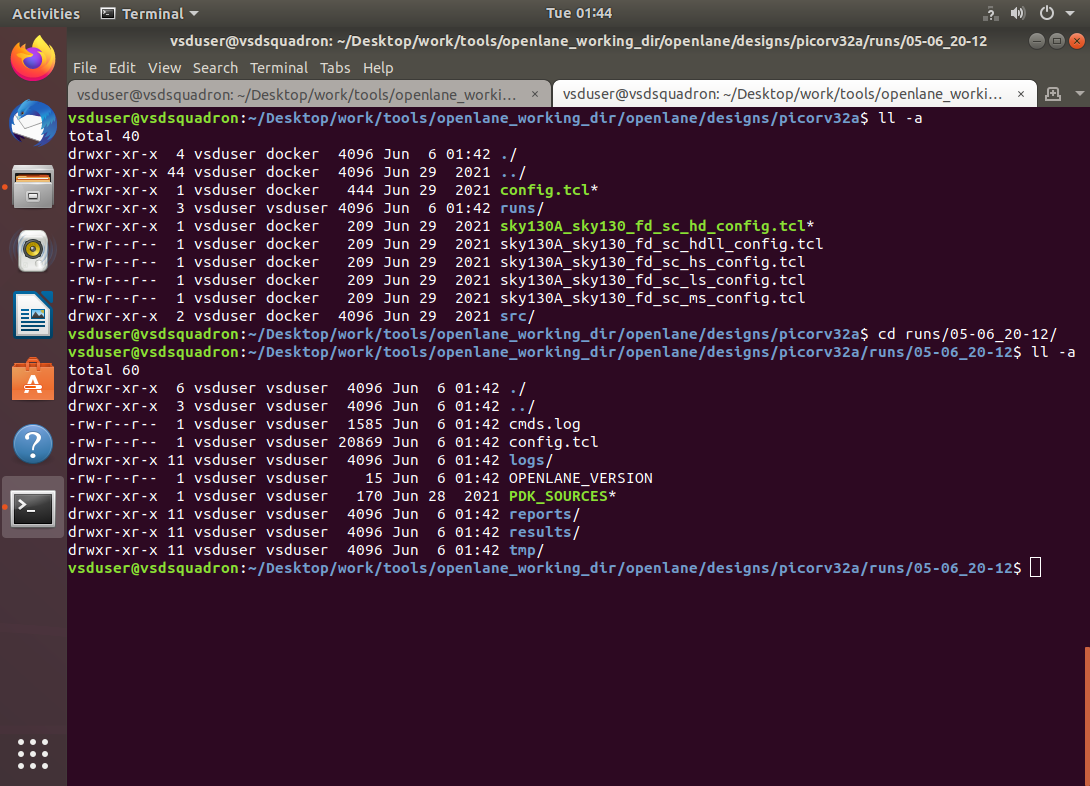 Activities Terminal Tue 01:44
vsduser@vsdsquadron: ~/Desktop/work/tools/openlane_working_dir/openlane/designs/picorv32a/runs/05-06_20-12
File Edit View Search Terminal Tabs Help
vsduser@vsdsquadron: ~/Desktop/work/tools/openlane_worki... × vsduser@vsdsquadron: ~/Desktop/work/tools/openlane_worki... ×
vsduser@vsdsquadron:~/Desktop/work/tools/openlane_working_dir/openlane/designs/picorv32a$ ll -a
total 40
drwxr-xr-x  4 vsduser docker  4096 Jun  6 01:42 ./
drwxr-xr-x 44 vsduser docker  4096 Jun 29  2021 ../
-rwxr-xr-x  1 vsduser docker   444 Jun 29  2021 config.tcl*
drwxr-xr-x  3 vsduser vsduser 4096 Jun  6 01:42 runs/
-rwxr-xr-x  1 vsduser docker   209 Jun 29  2021 sky130A_sky130_fd_sc_hd_config.tcl*
-rw-r--r--  1 vsduser docker   209 Jun 29  2021 sky130A_sky130_fd_sc_hdll_config.tcl
-rw-r--r--  1 vsduser docker   209 Jun 29  2021 sky130A_sky130_fd_sc_hs_config.tcl
-rw-r--r--  1 vsduser docker   209 Jun 29  2021 sky130A_sky130_fd_sc_ls_config.tcl
-rw-r--r--  1 vsduser docker   209 Jun 29  2021 sky130A_sky130_fd_sc_ms_config.tcl
drwxr-xr-x  2 vsduser docker  4096 Jun 29  2021 src/
vsduser@vsdsquadron:~/Desktop/work/tools/openlane_working_dir/openlane/designs/picorv32a$ cd runs/05-06_20-12/
vsduser@vsdsquadron:~/Desktop/work/tools/openlane_working_dir/openlane/designs/picorv32a/runs/05-06_20-12$ ll -a
total 60
drwxr-xr-x  6 vsduser vsduser  4096 Jun  6 01:42 ./
drwxr-xr-x  3 vsduser vsduser  4096 Jun  6 01:42 ../
-rw-r--r--  1 vsduser vsduser  1585 Jun  6 01:42 cmds.log
-rw-r--r--  1 vsduser vsduser 20869 Jun  6 01:42 config.tcl
drwxr-xr-x 11 vsduser vsduser  4096 Jun  6 01:42 logs/
-rw-r--r--  1 vsduser vsduser    15 Jun  6 01:42 OPENLANE_VERSION
-rwxr-xr-x  1 vsduser vsduser   170 Jun 28  2021 PDK_SOURCES*
drwxr-xr-x 11 vsduser vsduser  4096 Jun  6 01:42 reports/
drwxr-xr-x 11 vsduser vsduser  4096 Jun  6 01:42 results/
drwxr-xr-x 11 vsduser vsduser  4096 Jun  6 01:42 tmp/
vsduser@vsdsquadron:~/Desktop/work/tools/openlane_working_dir/openlane/designs/picorv32a/runs/05-06_20-12$